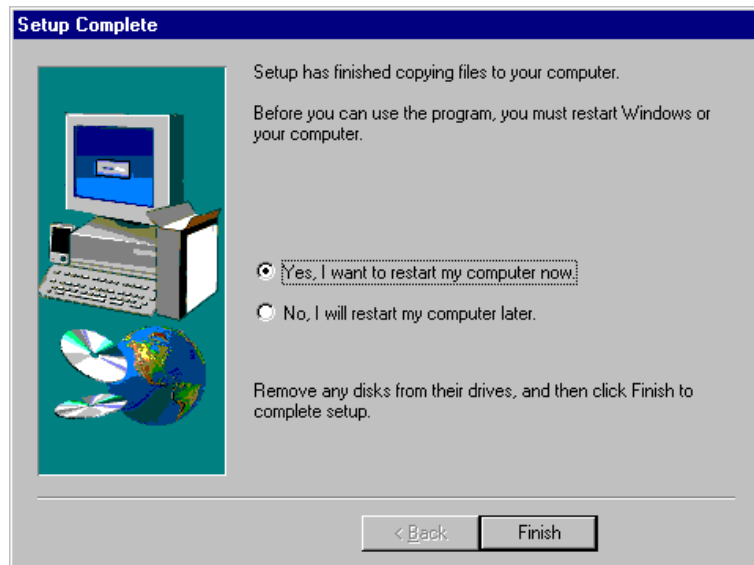 Setup Complete
Setup has finished copying files to your computer.
Before you can use the program, you must restart Windows or
your computer.
Yes, I want to restart my computer now.
No, I will restart my computer later.
Remove any disks from their drives, and then click Finish to
complete setup.
< Back
Finish